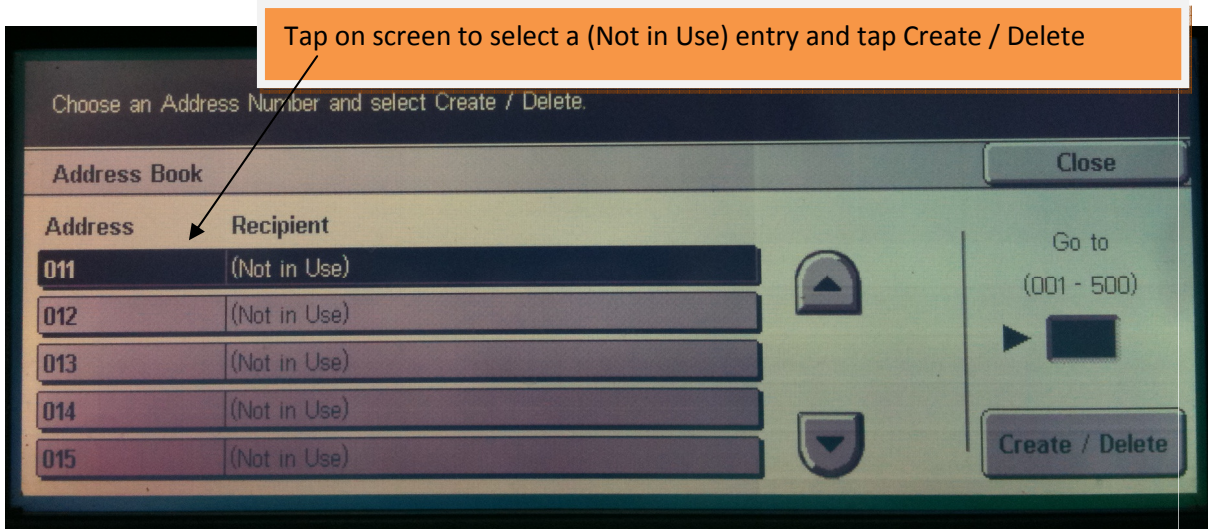 Tap on screen to select a (Not in Use) entry and tap Create / Delete
Choose an Address Number and select Create / Delete.
Address Book
Close
Address Recipient
011 (Not in Use)
012 (Not in Use)
013 (Not in Use)
014 (Not in Use)
015 (Not in Use)
Go to
(001 - 500)
Create / Delete